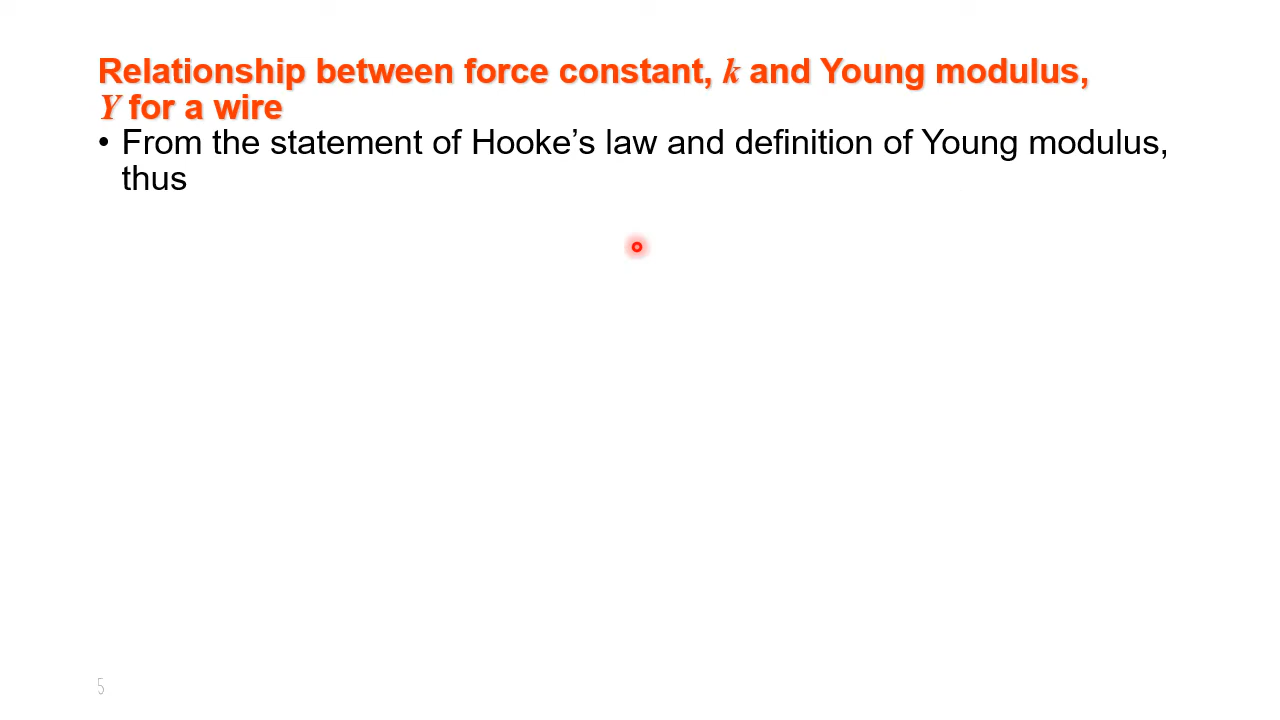 Relationship between force constant, k and Young modulus,
Y for a wire
• From the statement of Hooke’s law and definition of Young modulus,
thus
5